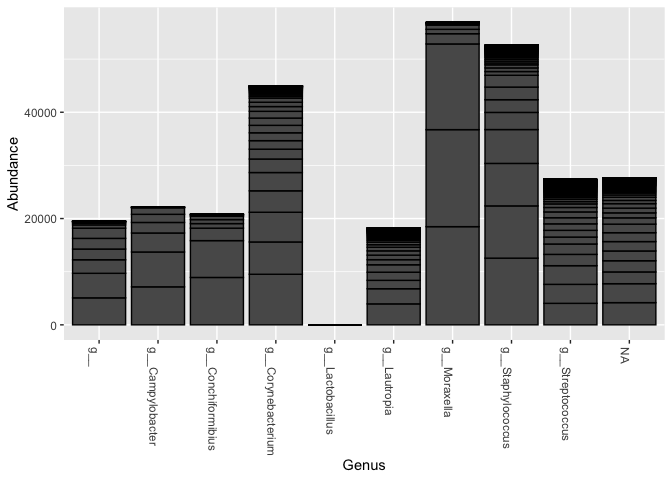 Abundance
40000
20000
0
g__
g__Campylobacter
g__Conchiformibius
g__Corynebacterium
g__Lactobacillus
g__Lautropia
g__Moraxella
g__Staphylococcus
g__Streptococcus
NA
Genus